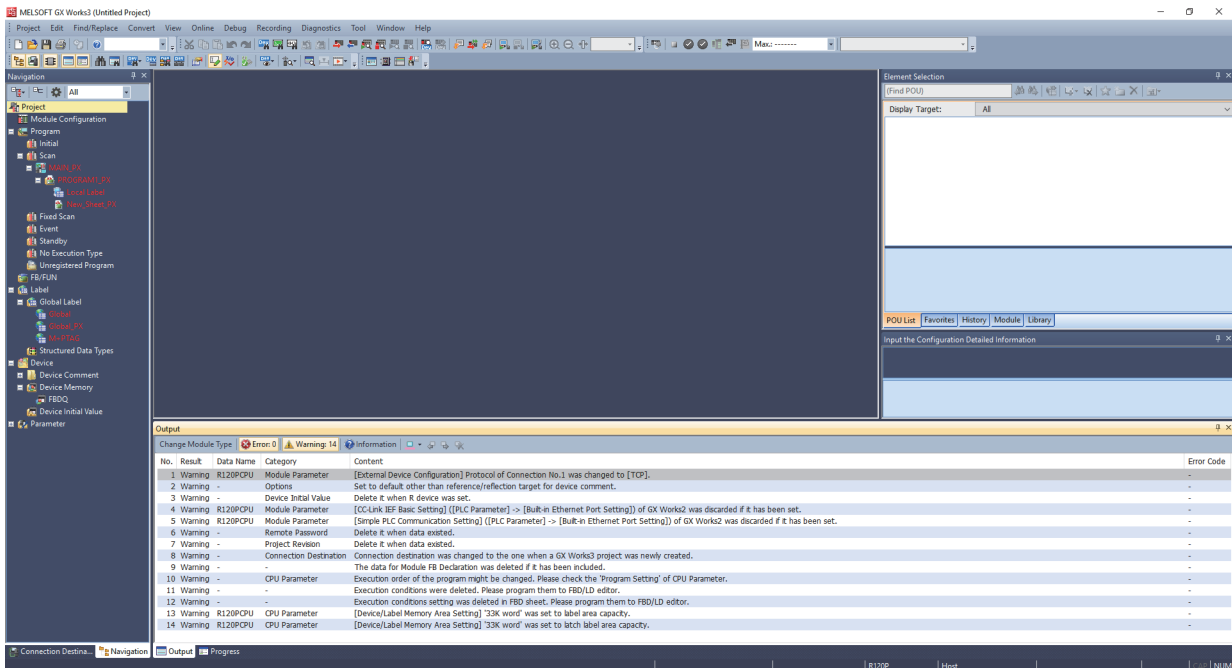 MELSOFT GX Works3 (Untitled Project)
Project Edit Find/Replace Convert View Online Debug Recording Diagnostics Tool Window Help
Max.: --------
Navigation
All
Project
Module Configuration
Program
Initial
Scan
MAIN_PX
PROGRAM1_PX
Local Label
New_Sheet_PX
Fixed Scan
Event
Standby
No Execution Type
Unregistered Program
FB/FUN
Label
Global Label
Global
Global_PX
M+PTAG
Structured Data Types
Device
Device Comment
Device Memory
FBDQ
Device Initial Value
Parameter
Element Selection
(Find POU)
Display Target: All
POU List Favorites History Module Library
Input the Configuration Detailed Information
Output
Change Module Type Error: 0 Warning: 14 Information
No. Result Data Name Category Content Error Code
1 Warning R120PCPU Module Parameter [External Device Configuration] Protocol of Connection No.1 was changed to [TCP]. -
2 Warning - Options Set to default other than reference/reflection target for device comment. -
3 Warning - Device Initial Value Delete it when R device was set. -
4 Warning R120PCPU Module Parameter [CC-Link IEF Basic Setting] ([PLC Parameter] -> [Built-in Ethernet Port Setting]) of GX Works2 was discarded if it has been set. -
5 Warning R120PCPU Module Parameter [Simple PLC Communication Setting] ([PLC Parameter] -> [Built-in Ethernet Port Setting]) of GX Works2 was discarded if it has been set. -
6 Warning - Remote Password Delete it when data existed. -
7 Warning - Project Revision Delete it when data existed. -
8 Warning - Connection Destination Connection destination was changed to the one when a GX Works3 project was newly created. -
9 Warning - - The data for Module FB Declaration was deleted if it has been included. -
10 Warning - CPU Parameter Execution order of the program might be changed. Please check the 'Program Setting' of CPU Parameter. -
11 Warning - - Execution conditions were deleted. Please program them to FBD/LD editor. -
12 Warning - - Execution conditions setting was deleted in FBD sheet. Please program them to FBD/LD editor. -
13 Warning R120PCPU CPU Parameter [Device/Label Memory Area Setting] '33K word' was set to label area capacity. -
14 Warning R120PCPU CPU Parameter [Device/Label Memory Area Setting] '33K word' was set to latch label area capacity. -
Connection Destina... Navigation Output Progress
R120P Host CAP NUM